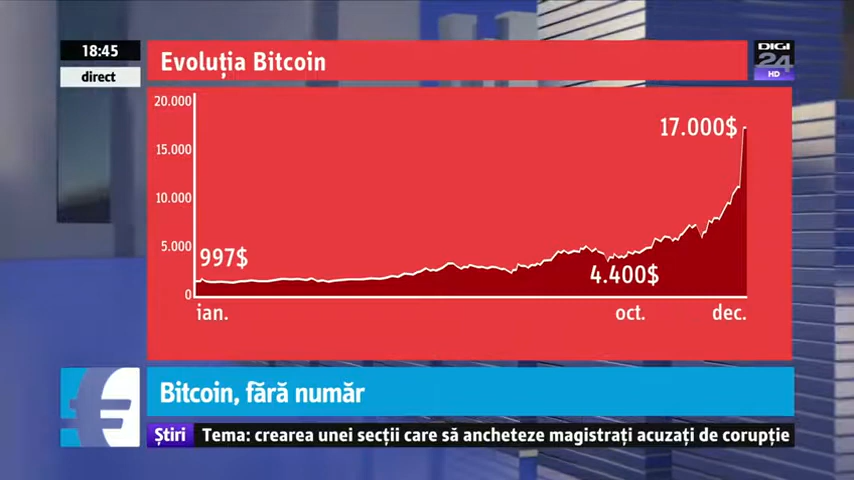 18:45
direct
Evoluția Bitcoin
DIGI
24
HD
20.000
15.000
10.000
5.000
0
997$
4.400$
17.000$
ian.
oct.
dec.
Bitcoin, fără număr
Știri
Tema: crearea unei secții care să ancheteze magistrați acuzați de corupție